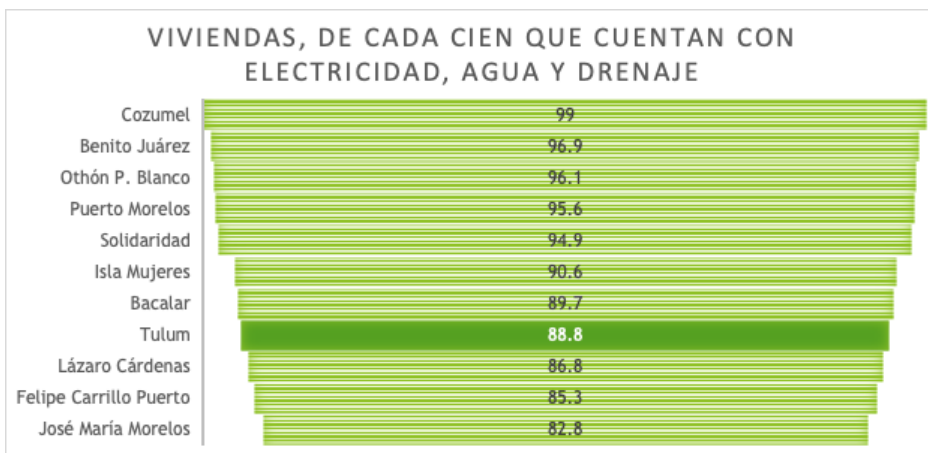 VIVIENDAS, DE CADA CIEN QUE CUENTAN CON
ELECTRICIDAD, AGUA Y DRENAJE
Cozumel 99
Benito Juárez 96.9
Othón P. Blanco 96.1
Puerto Morelos 95.6
Solidaridad 94.9
Isla Mujeres 90.6
Bacalar 89.7
Tulum 88.8
Lázaro Cárdenas 86.8
Felipe Carrillo Puerto 85.3
José María Morelos 82.8